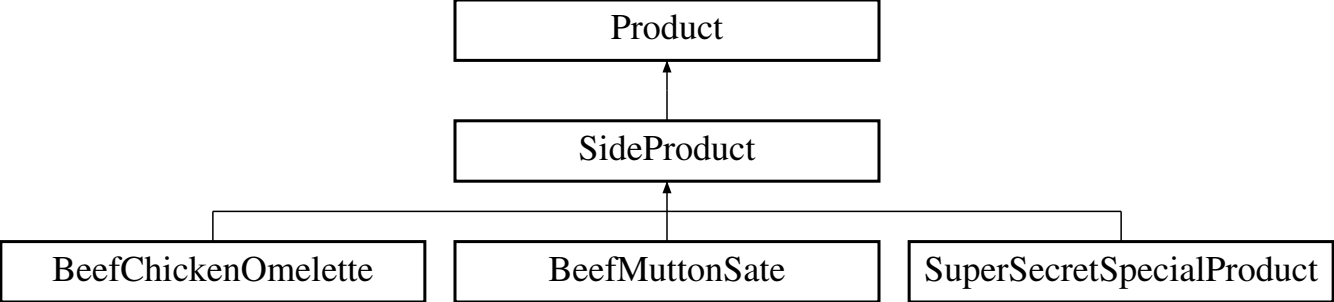 Product
SideProduct
BeefChickenOmelette
BeefMuttonSate
SuperSecretSpecialProduct